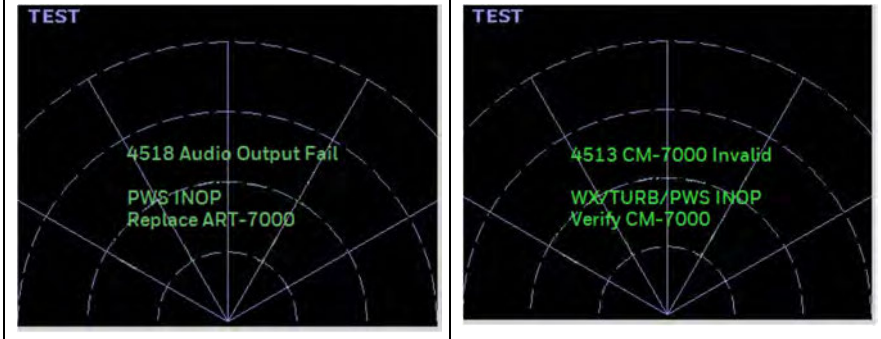 TEST
4518 Audio Output Fail
PWS INOP
Replace ART-7000
TEST
4513 CM-7000 Invalid
WX/TURB/PWS INOP
Verify CM-7000